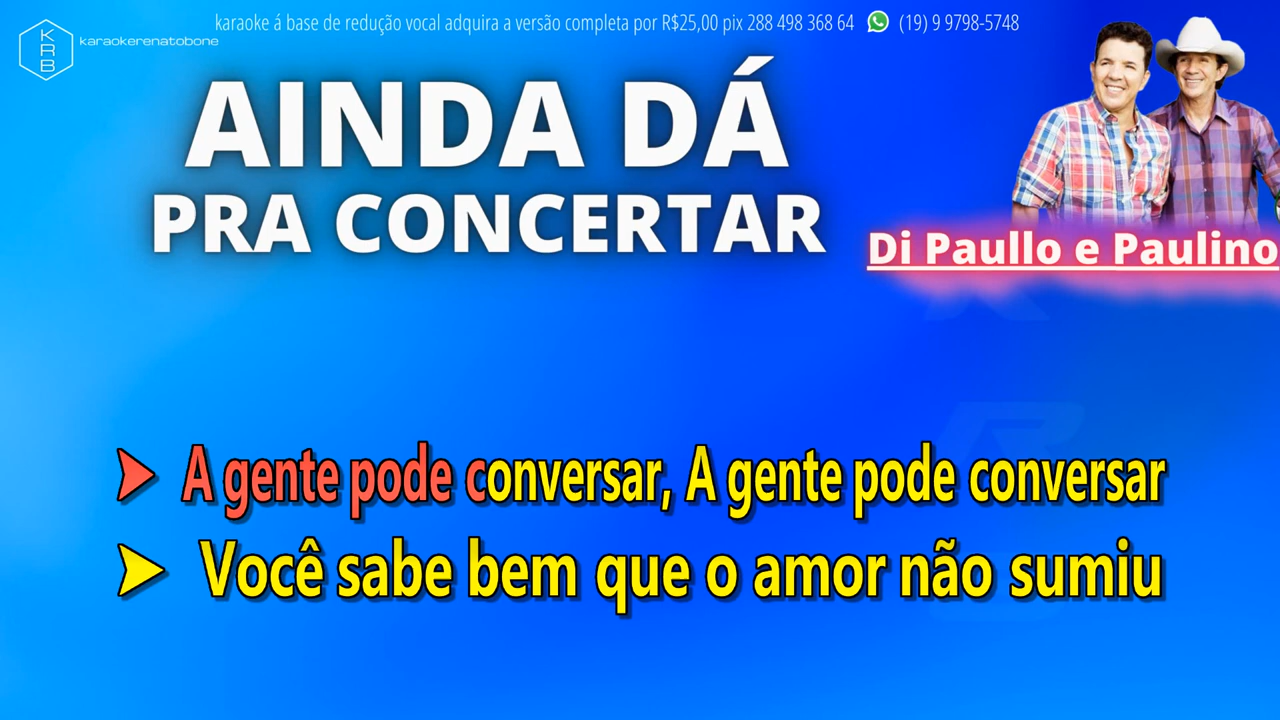 karaoke á base de redução vocal adquira a versão completa por R$25,00 pix 288 498 368 64 (19) 9 9798-5748
KRB
karaokerenatobone
AINDA DÁ
PRA CONCERTAR
Di Paullo e Paulino
A gente pode conversar, A gente pode conversar
Você sabe bem que o amor não sumiu